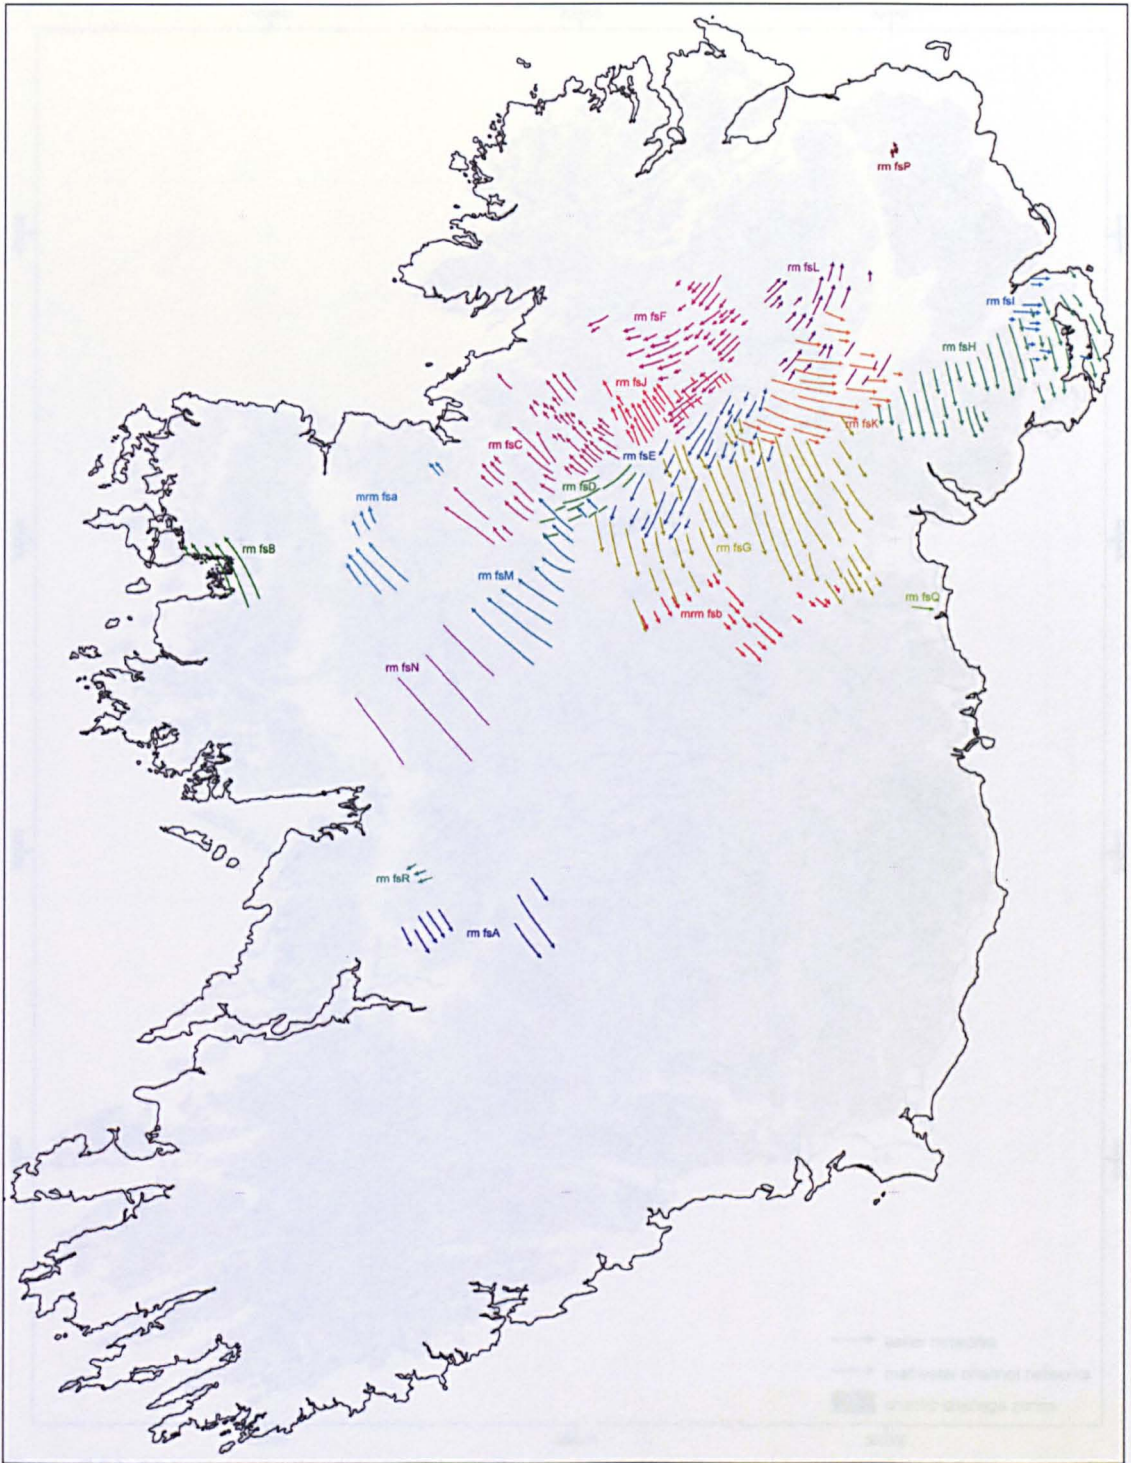 rm fsP
rm fsL
rm fsI
rm fsF
rm fsH
rm fsJ
rm fsK
rm fsC
rm fsE
rm fsD
mrm fsa
rm fsB
rm fsG
rm fsM
rm fsQ
mrm fsb
rm fsN
rm fsR
rm fsA